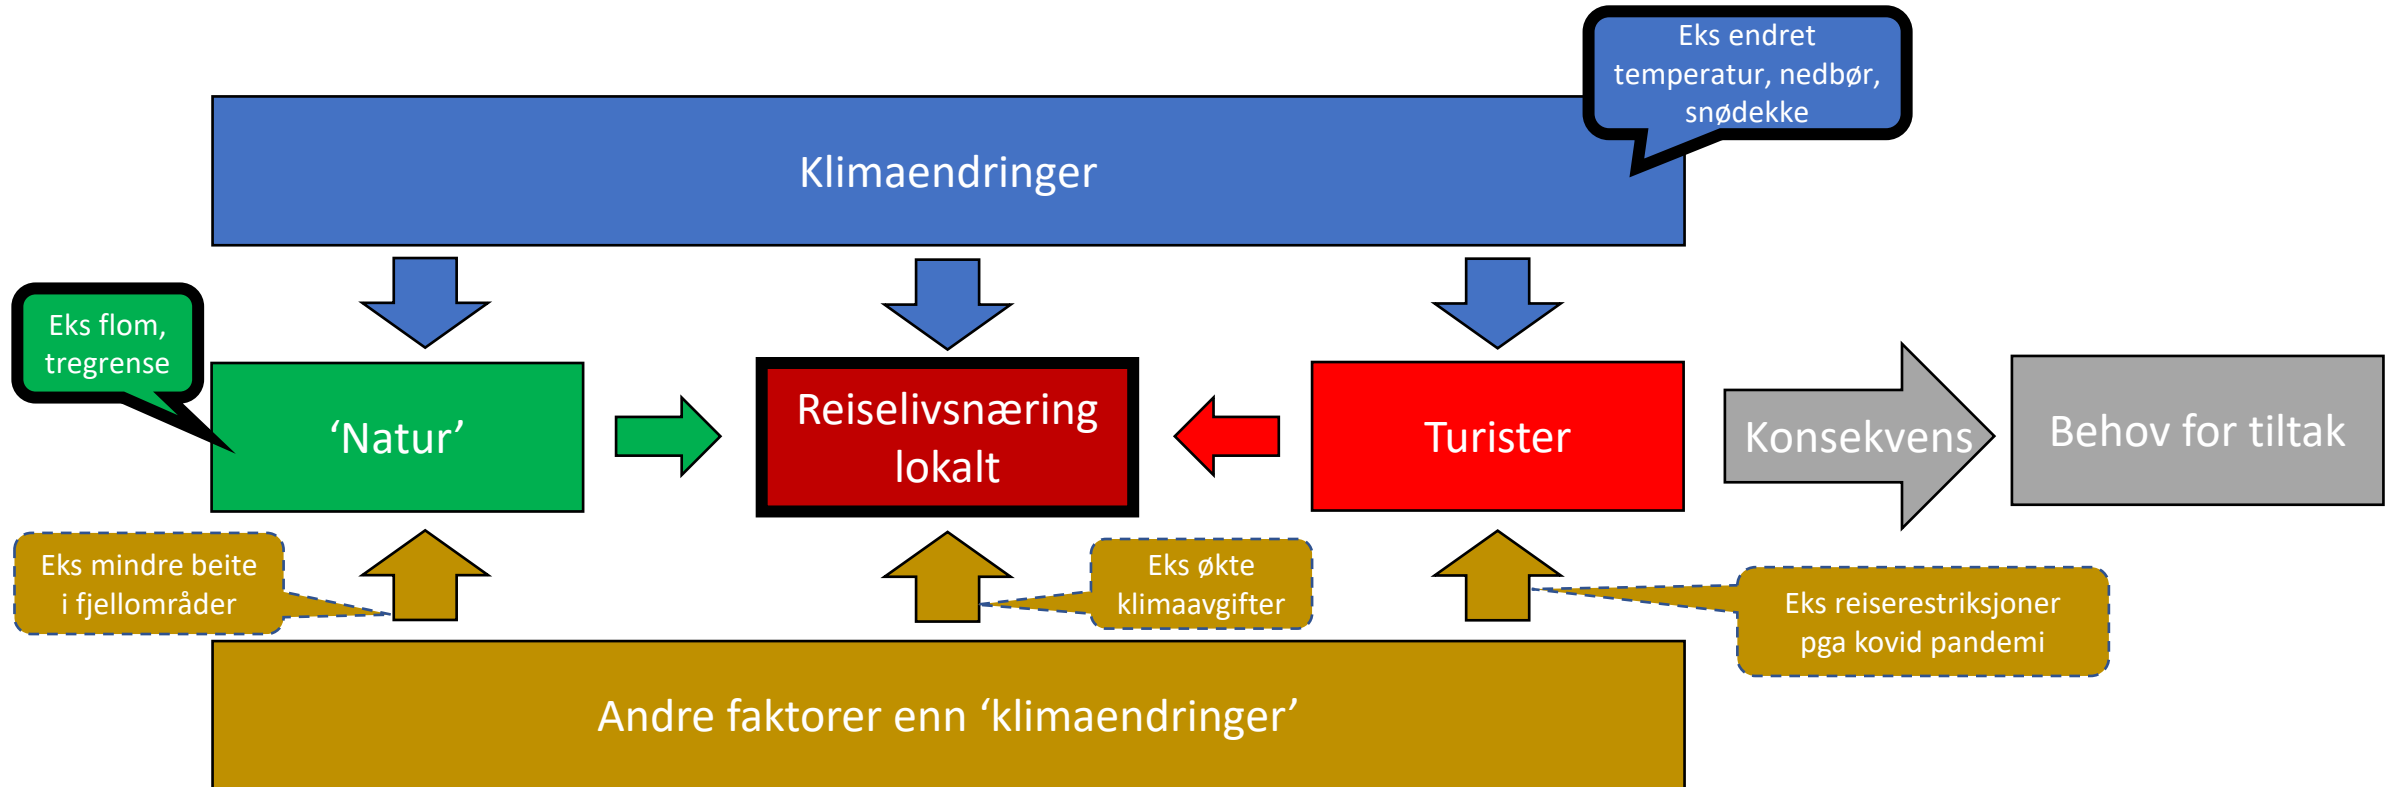 Eks endret
temperatur, nedbør,
snødekke
Klimaendringer
Eks flom,
tregrense
‘Natur’
Reiselivsnæring
lokalt
Turister
Konsekvens
Behov for tiltak
Eks mindre beite
i fjellområder
Eks økte
klimaavgifter
Eks reiserestriksjoner
pga kovid pandemi
Andre faktorer enn ‘klimaendringer’